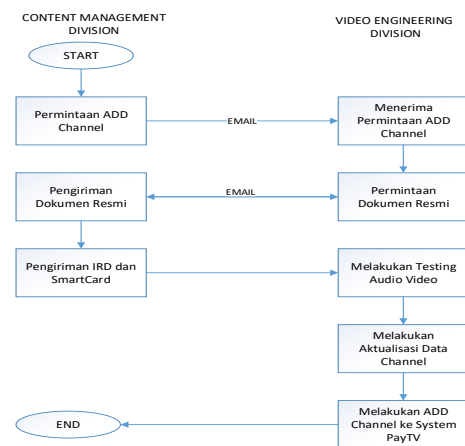 CONTENT MANAGEMENT
DIVISION
VIDEO ENGINEERING
DIVISION
START
Permintaan ADD
Channel
EMAIL
Menerima
Permintaan ADD
Channel
Pengiriman
Dokumen Resmi
EMAIL
Permintaan
Dokumen Resmi
Pengiriman IRD dan
SmartCard
Melakukan Testing
Audio Video
Melakukan
Aktualisasi Data
Channel
END
Melakukan ADD
Channel ke System
PayTV